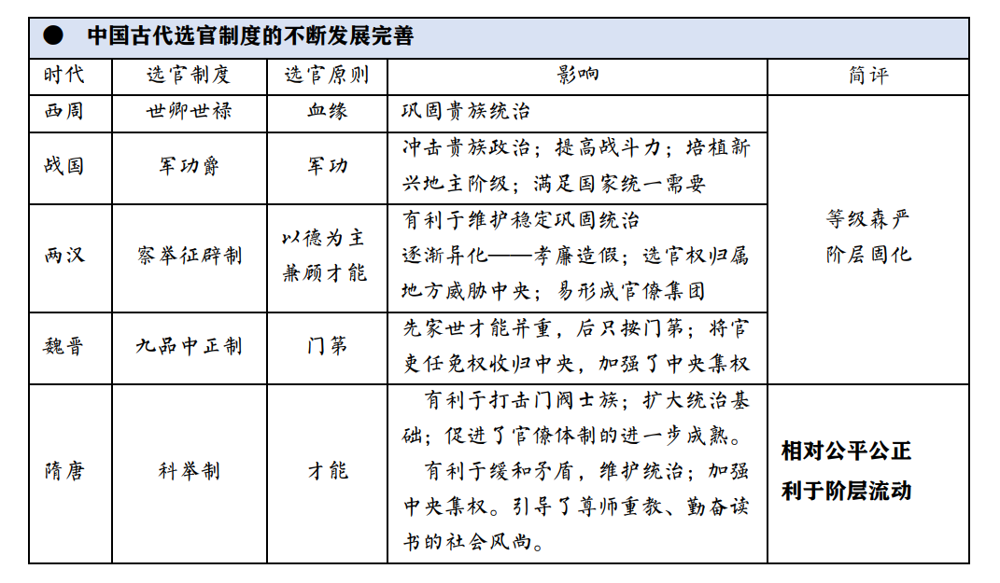 ● 中国古代选官制度的不断发展完善
时代 选官制度 选官原则 影响 简评
西周 世卿世禄 血缘 巩固贵族统治
战国 军功爵 军功
冲击贵族政治；提高战斗力；培植新
兴地主阶级；满足国家统一需要
两汉 察举征辟制
以德为主
兼顾才能
有利于维护稳定巩固统治
逐渐异化——孝廉造假；选官权归属
地方威胁中央；易形成官僚集团
魏晋 九品中正制 门第
先家世才能并重，后只按门第；将官
吏任免权收归中央，加强了中央集权
等级森严
阶层固化
隋唐 科举制 才能
有利于打击门阀士族；扩大统治基
础；促进了官僚体制的进一步成熟。
有利于缓和矛盾，维护统治；加强
中央集权。引导了尊师重教、勤奋读
书的社会风尚。
相对公平公正
利于阶层流动